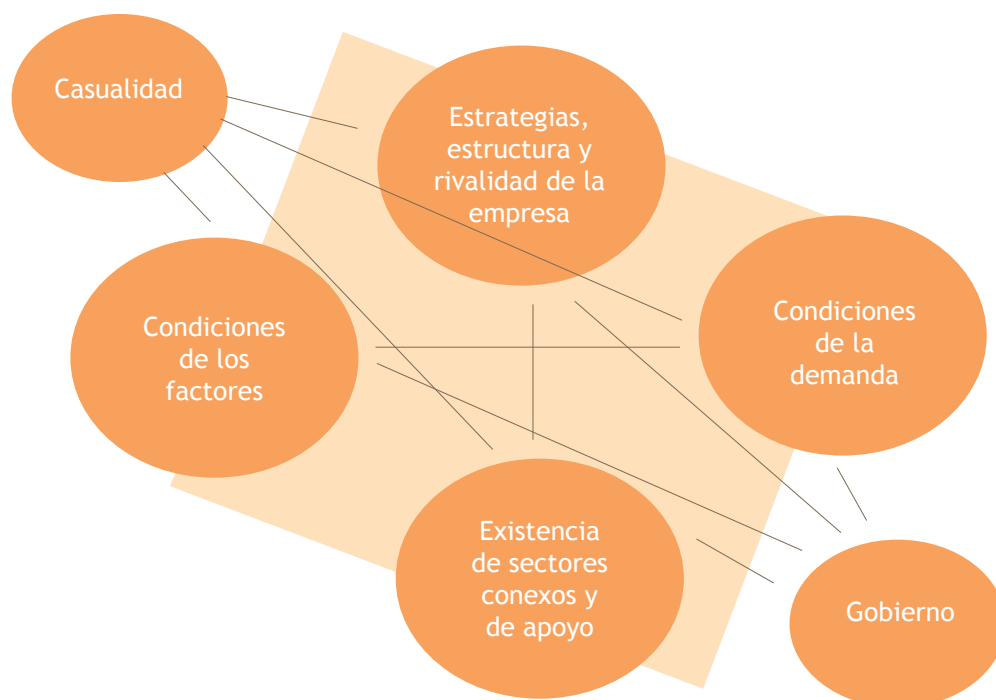 Casualidad
Estrategias,
estructura y
rivalidad de la
empresa
Condiciones
de los
factores
Condiciones
de la
demanda
Existencia
de sectores
conexos y
de apoyo
Gobierno